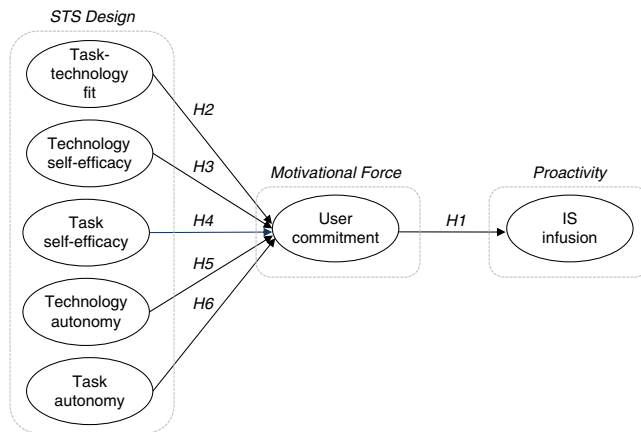 STS Design
Task-
technology
fit
H2
Technology
self-efficacy
H3
Motivational Force
Proactivity
Task
self-efficacy
H4
User
commitment
H1
IS
infusion
H5
Technology
autonomy
H6
Task
autonomy